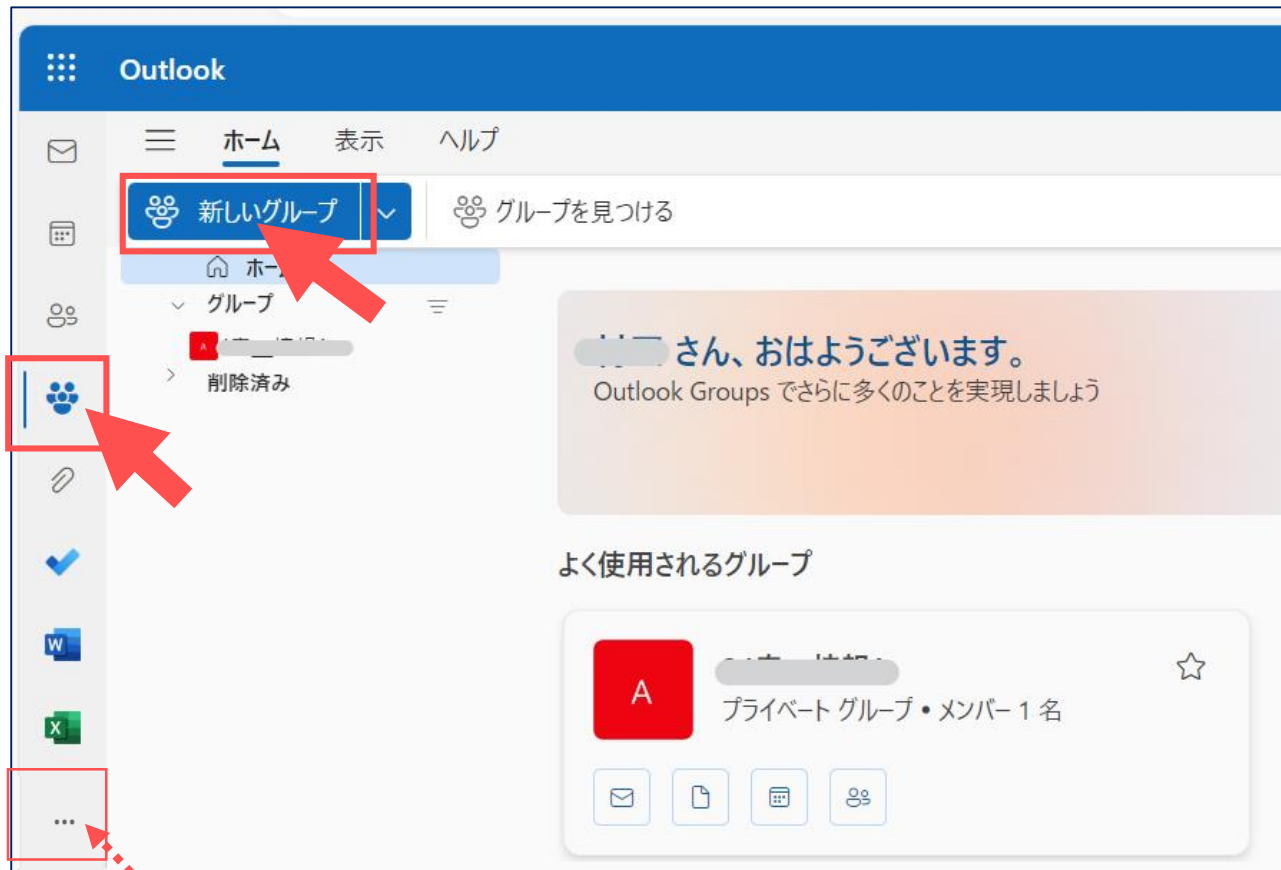 Outlook
ホーム 表示 ヘルプ
新しいグループ グループを見つける
グループ
A
削除済み
さん、おはようございます。
Outlook Groups でさらに多くのことを実現しましょう
よく使用されるグループ
A
プライベート グループ • メンバー 1 名
W
X